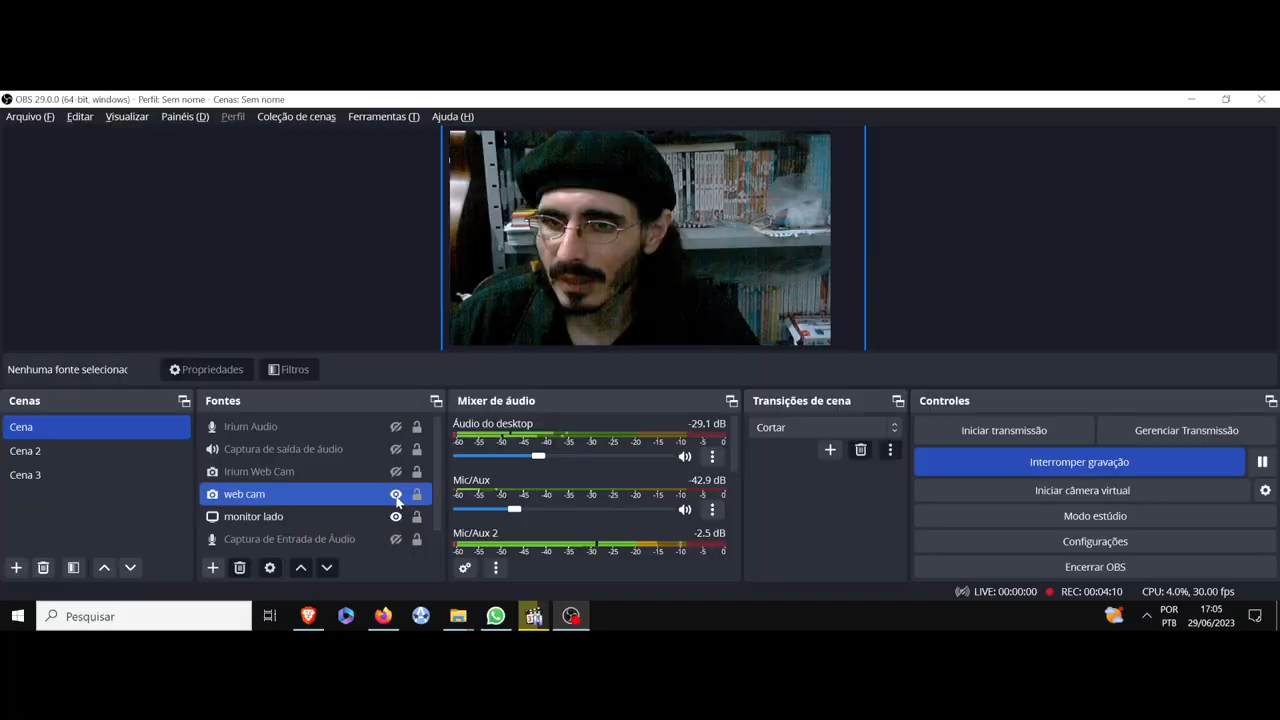 OBS 29.0.0 (64-bit, windows) - Perfil: Sem nome - Cenas: Sem nome
Arquivo (F) Editar Visualizar Painéis (D) Perfil Coleção de cenas Ferramentas (T) Ajuda (H)
Nenhuma fonte selecionad Propriedades Filtros
Cenas
Cena
Cena 2
Cena 3
Fontes
Irium Audio
Captura de saída de áudio
Irium Web Cam
web cam
monitor lado
Captura de Entrada de Áudio
Mixer de áudio
Áudio do desktop -29.1 dB
-60 -55 -50 -45 -40 -35 -30 -25 -20 -15 -10 -5 0
Mic/Aux -42.9 dB
-60 -55 -50 -45 -40 -35 -30 -25 -20 -15 -10 -5 0
Mic/Aux 2 -2.5 dB
-60 -55 -50 -45 -40 -35 -30 -25 -20 -15 -10 -5 0
Transições de cena
Cortar
Controles
Iniciar transmissão Gerenciar Transmissão
Interromper gravação
Iniciar câmera virtual
Modo estúdio
Configurações
Encerrar OBS
LIVE: 00:00:00 REC: 00:04:10 CPU: 4.0%, 30.00 fps
Pesquisar
POR
PTB
17:05
29/06/2023